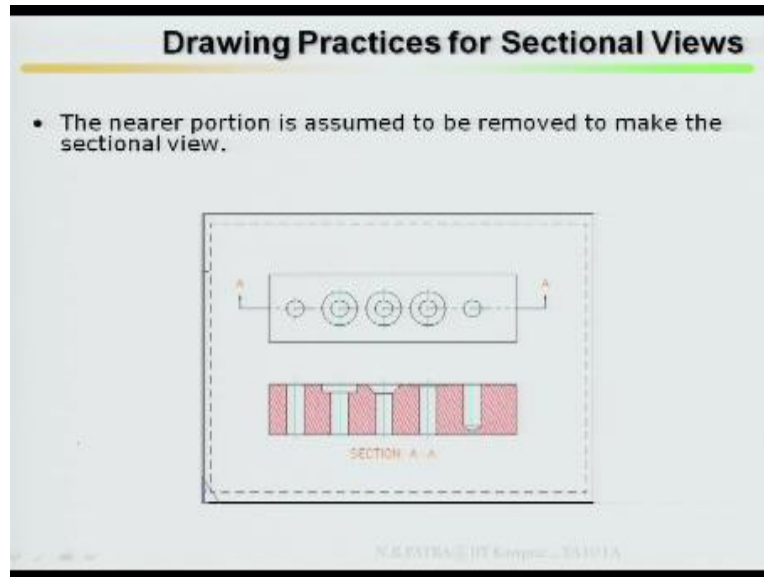 Drawing Practices for Sectional Views
• The nearer portion is assumed to be removed to make the
sectional view.
A A
SECTION A-A